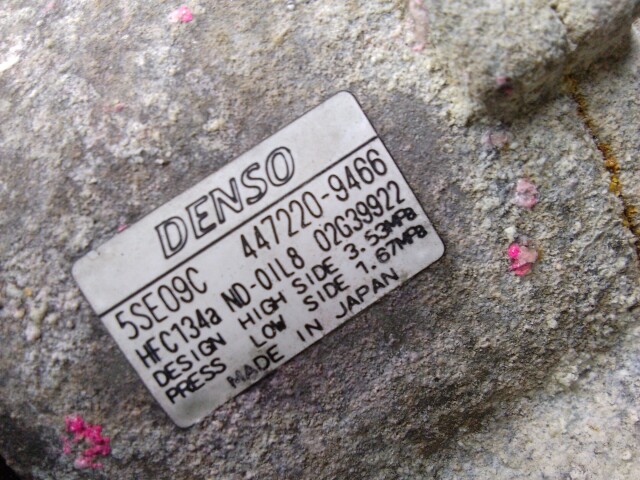 DENSO
5SE09C 447220-9466
HFC134a ND-OIL8 02G39922
DESIGN HIGH SIDE 3.53MPa
PRESS LOW SIDE 1.67MPa
MADE IN JAPAN